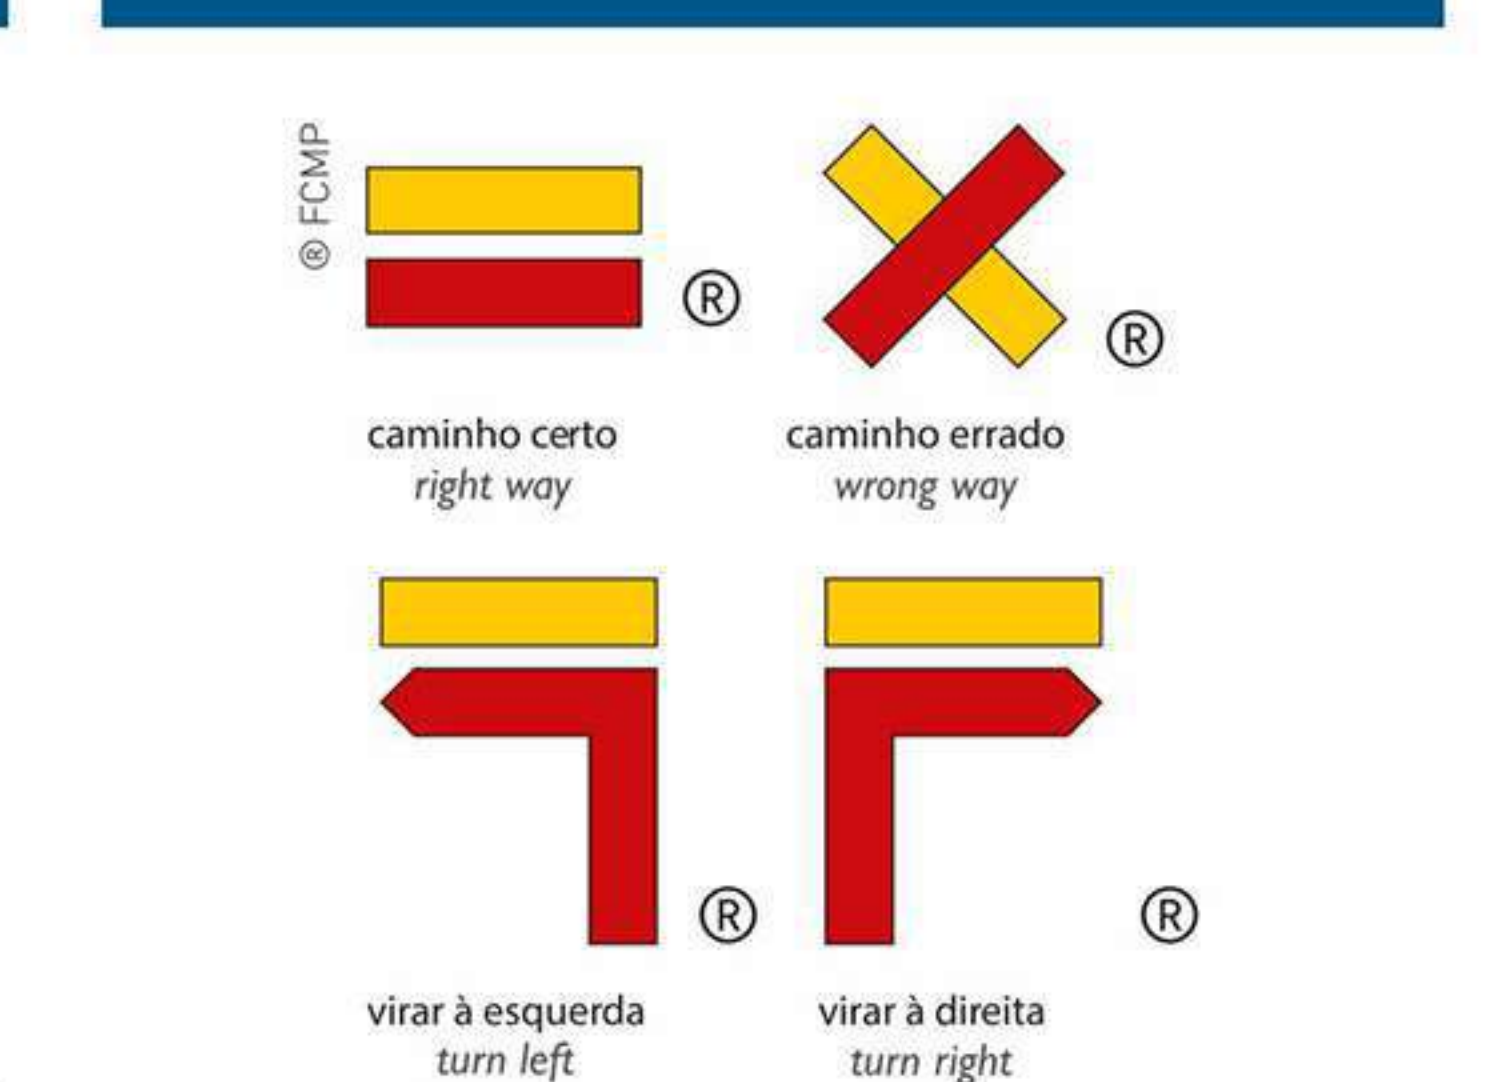 ® FCMP
®
®
caminho certo
right way
caminho errado
wrong way
®
®
virar à esquerda
turn left
virar à direita
turn right